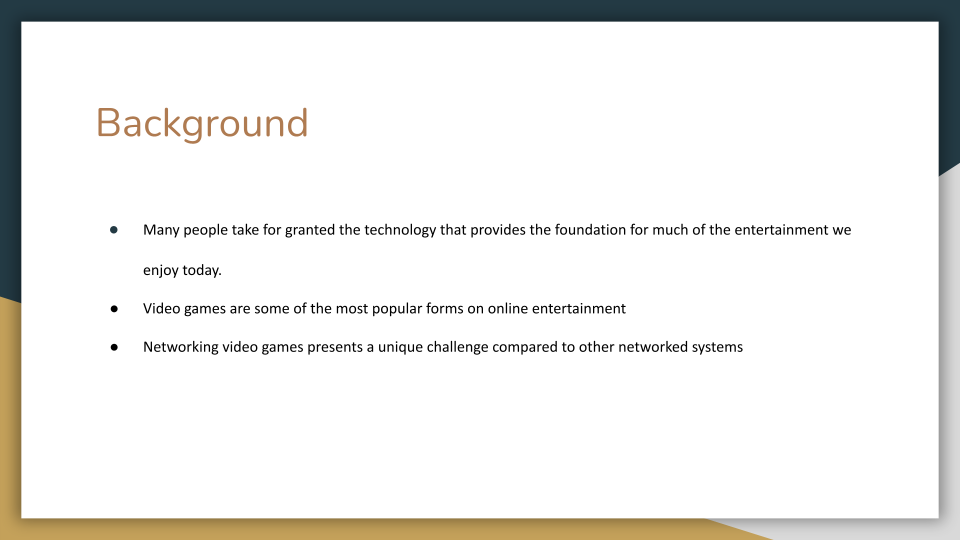 Background
● Many people take for granted the technology that provides the foundation for much of the entertainment we
enjoy today.
● Video games are some of the most popular forms on online entertainment
● Networking video games presents a unique challenge compared to other networked systems